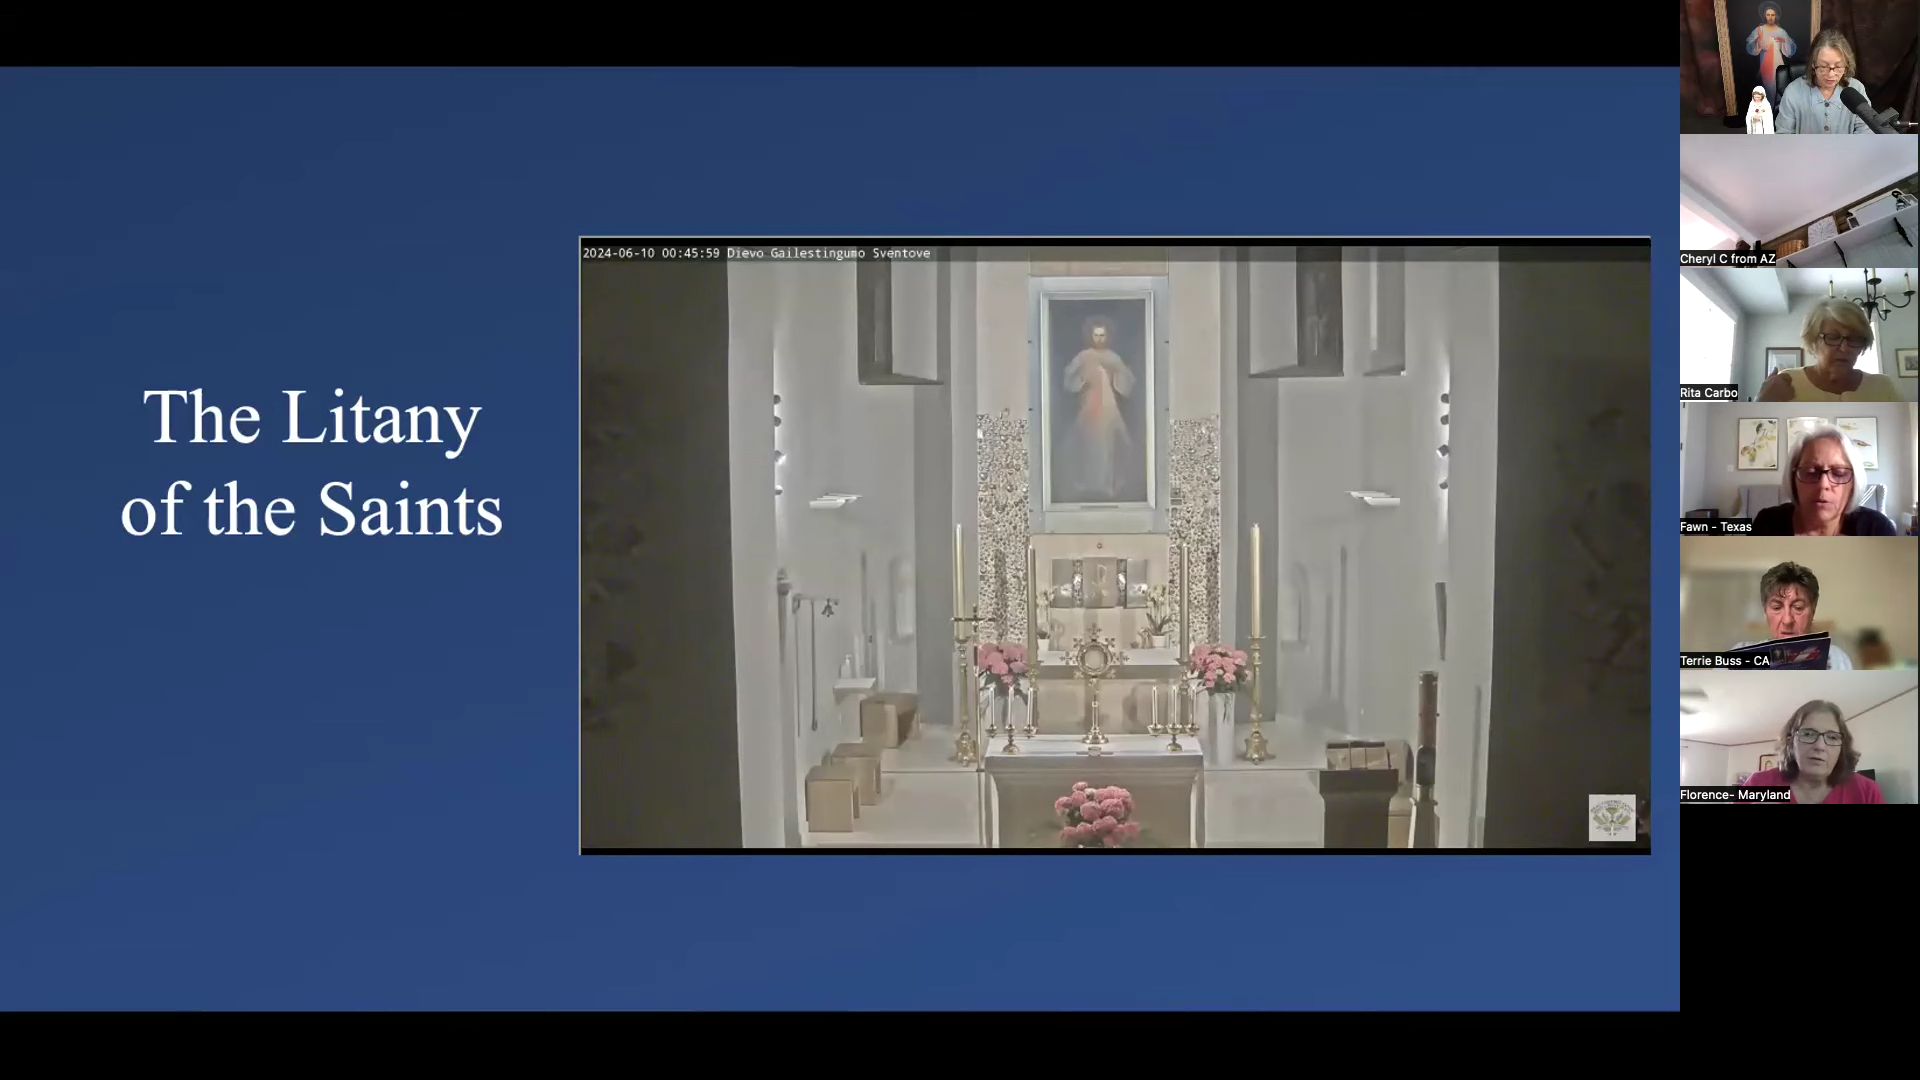 The Litany
of the Saints
2024-06-10 00:45:59 Dievo Gailestingumo Sventove
Cheryl C from AZ
Rita Carbo
Fawn - Texas
Terrie Buss - CA
Florence- Maryland